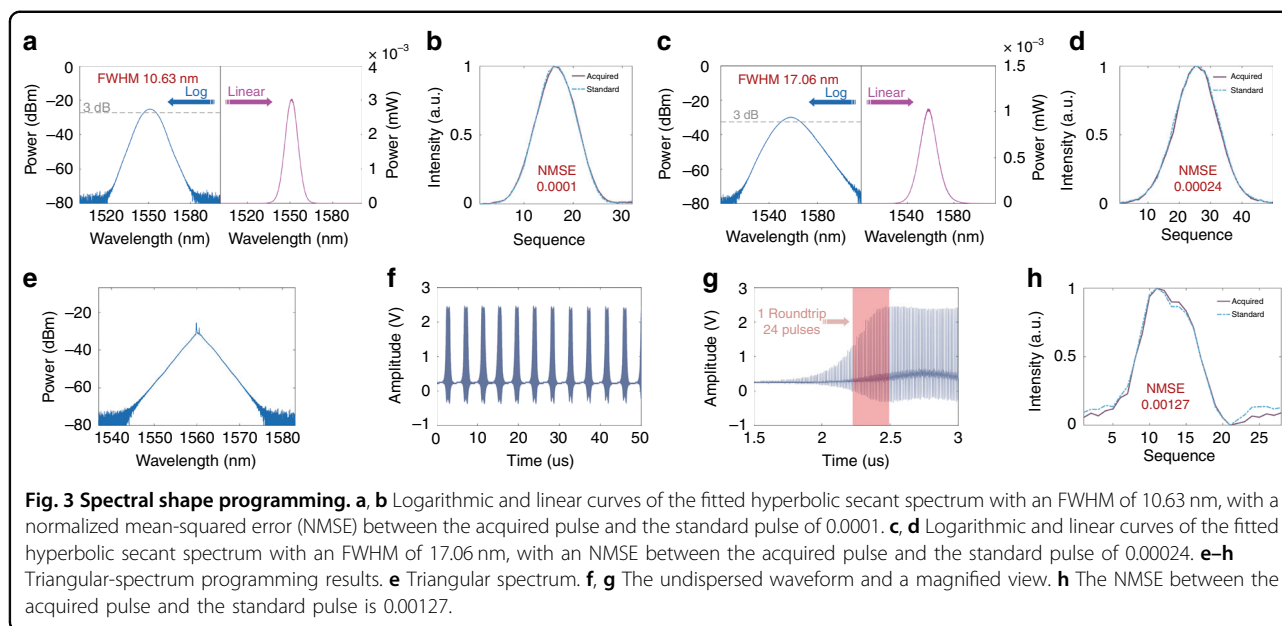 a
× 10⁻³
0
−20
−40
−60
−80
Power (dBm)
FWHM 10.63 nm
Log
Linear
3 dB
4
3
2
1
0
Power (mW)
1520 1550 1580 1520 1550 1580
Wavelength (nm) Wavelength (nm)
b
1
0.5
0
Intensity (a.u.)
Acquired
Standard
NMSE
0.0001
10 20 30
Sequence
c
× 10⁻³
0
−20
−40
−60
−80
Power (dBm)
FWHM 17.06 nm
Log
Linear
3 dB
1.5
1.0
0.5
0
Power (mW)
1540 1580 1540 1580
Wavelength (nm) Wavelength (nm)
d
1
0.5
0
Intensity (a.u.)
Acquired
Standard
NMSE
0.00024
10 20 30 40
Sequence
e
−20
−40
−60
−80
Power (dBm)
1540 1550 1560 1570 1580
Wavelength (nm)
f
3
2
1
0
−1
Amplitude (V)
0 10 20 30 40 50
Time (us)
g
3
2
1
0
−1
Amplitude (V)
1 Roundtrip
24 pulses
1.5 2 2.5 3
Time (us)
h
1
0.5
0
Intensity (a.u.)
Acquired
Standard
NMSE
0.00127
5 10 15 20 25
Sequence
Fig. 3 Spectral shape programming. a, b Logarithmic and linear curves of the fitted hyperbolic secant spectrum with an FWHM of 10.63 nm, with a
normalized mean-squared error (NMSE) between the acquired pulse and the standard pulse of 0.0001. c, d Logarithmic and linear curves of the fitted
hyperbolic secant spectrum with an FWHM of 17.06 nm, with an NMSE between the acquired pulse and the standard pulse of 0.00024. e–h
Triangular-spectrum programming results. e Triangular spectrum. f, g The undispersed waveform and a magnified view. h The NMSE between the
acquired pulse and the standard pulse is 0.00127.